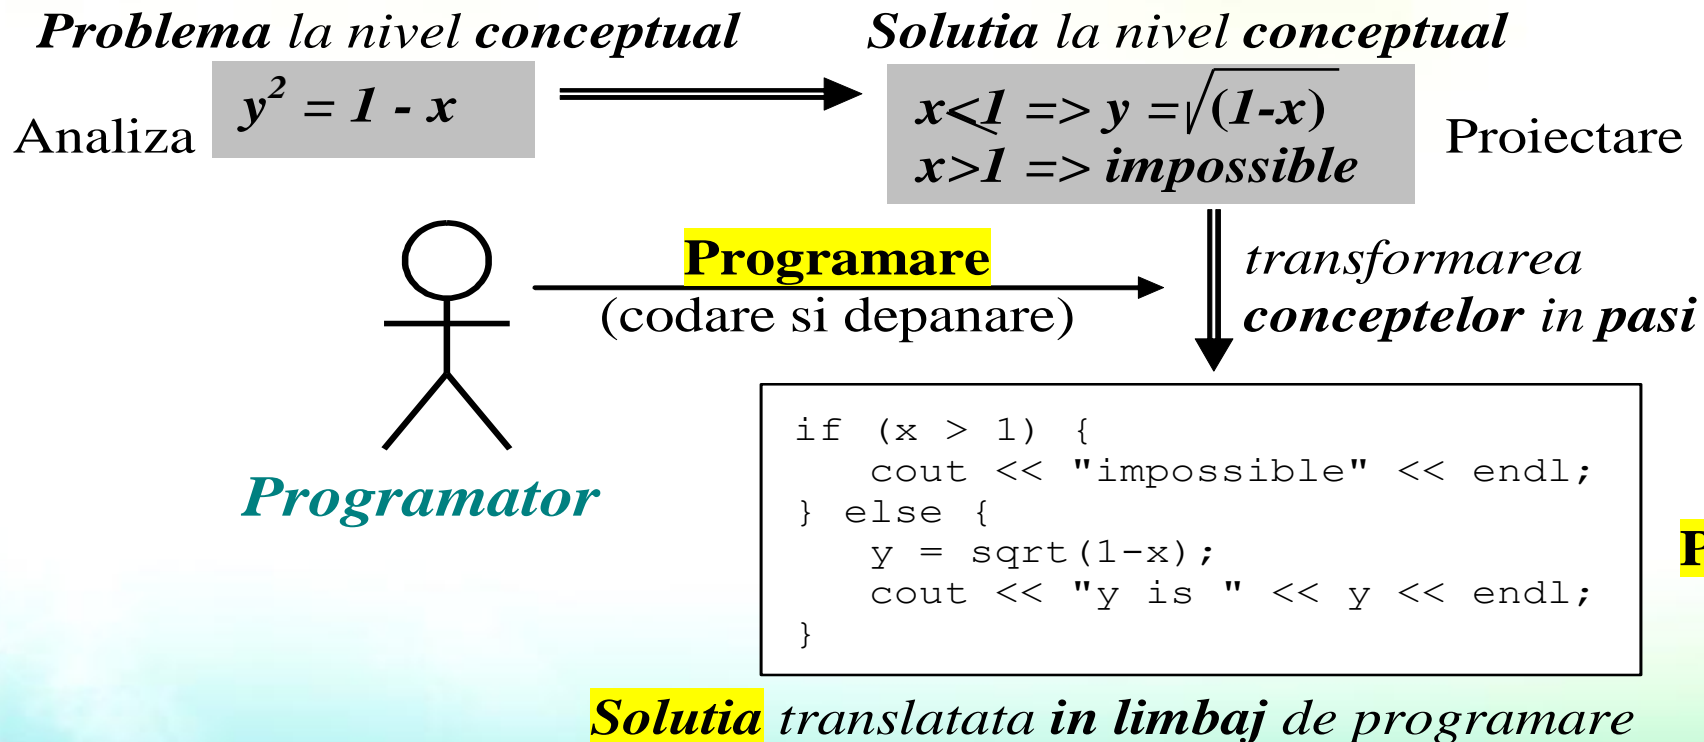 Problema la nivel conceptual
Solutia la nivel conceptual
Analiza
y² = 1 - x
x≤1 => y =√(1-x)
x>1 => impossible
Proiectare
Programare
(codare si depanare)
transformarea
conceptelor in pasi
Programator
if (x > 1) {
cout << "impossible" << endl;
} else {
y = sqrt(1-x);
cout << "y is " << y << endl;
}
Solutia translatata in limbaj de programare